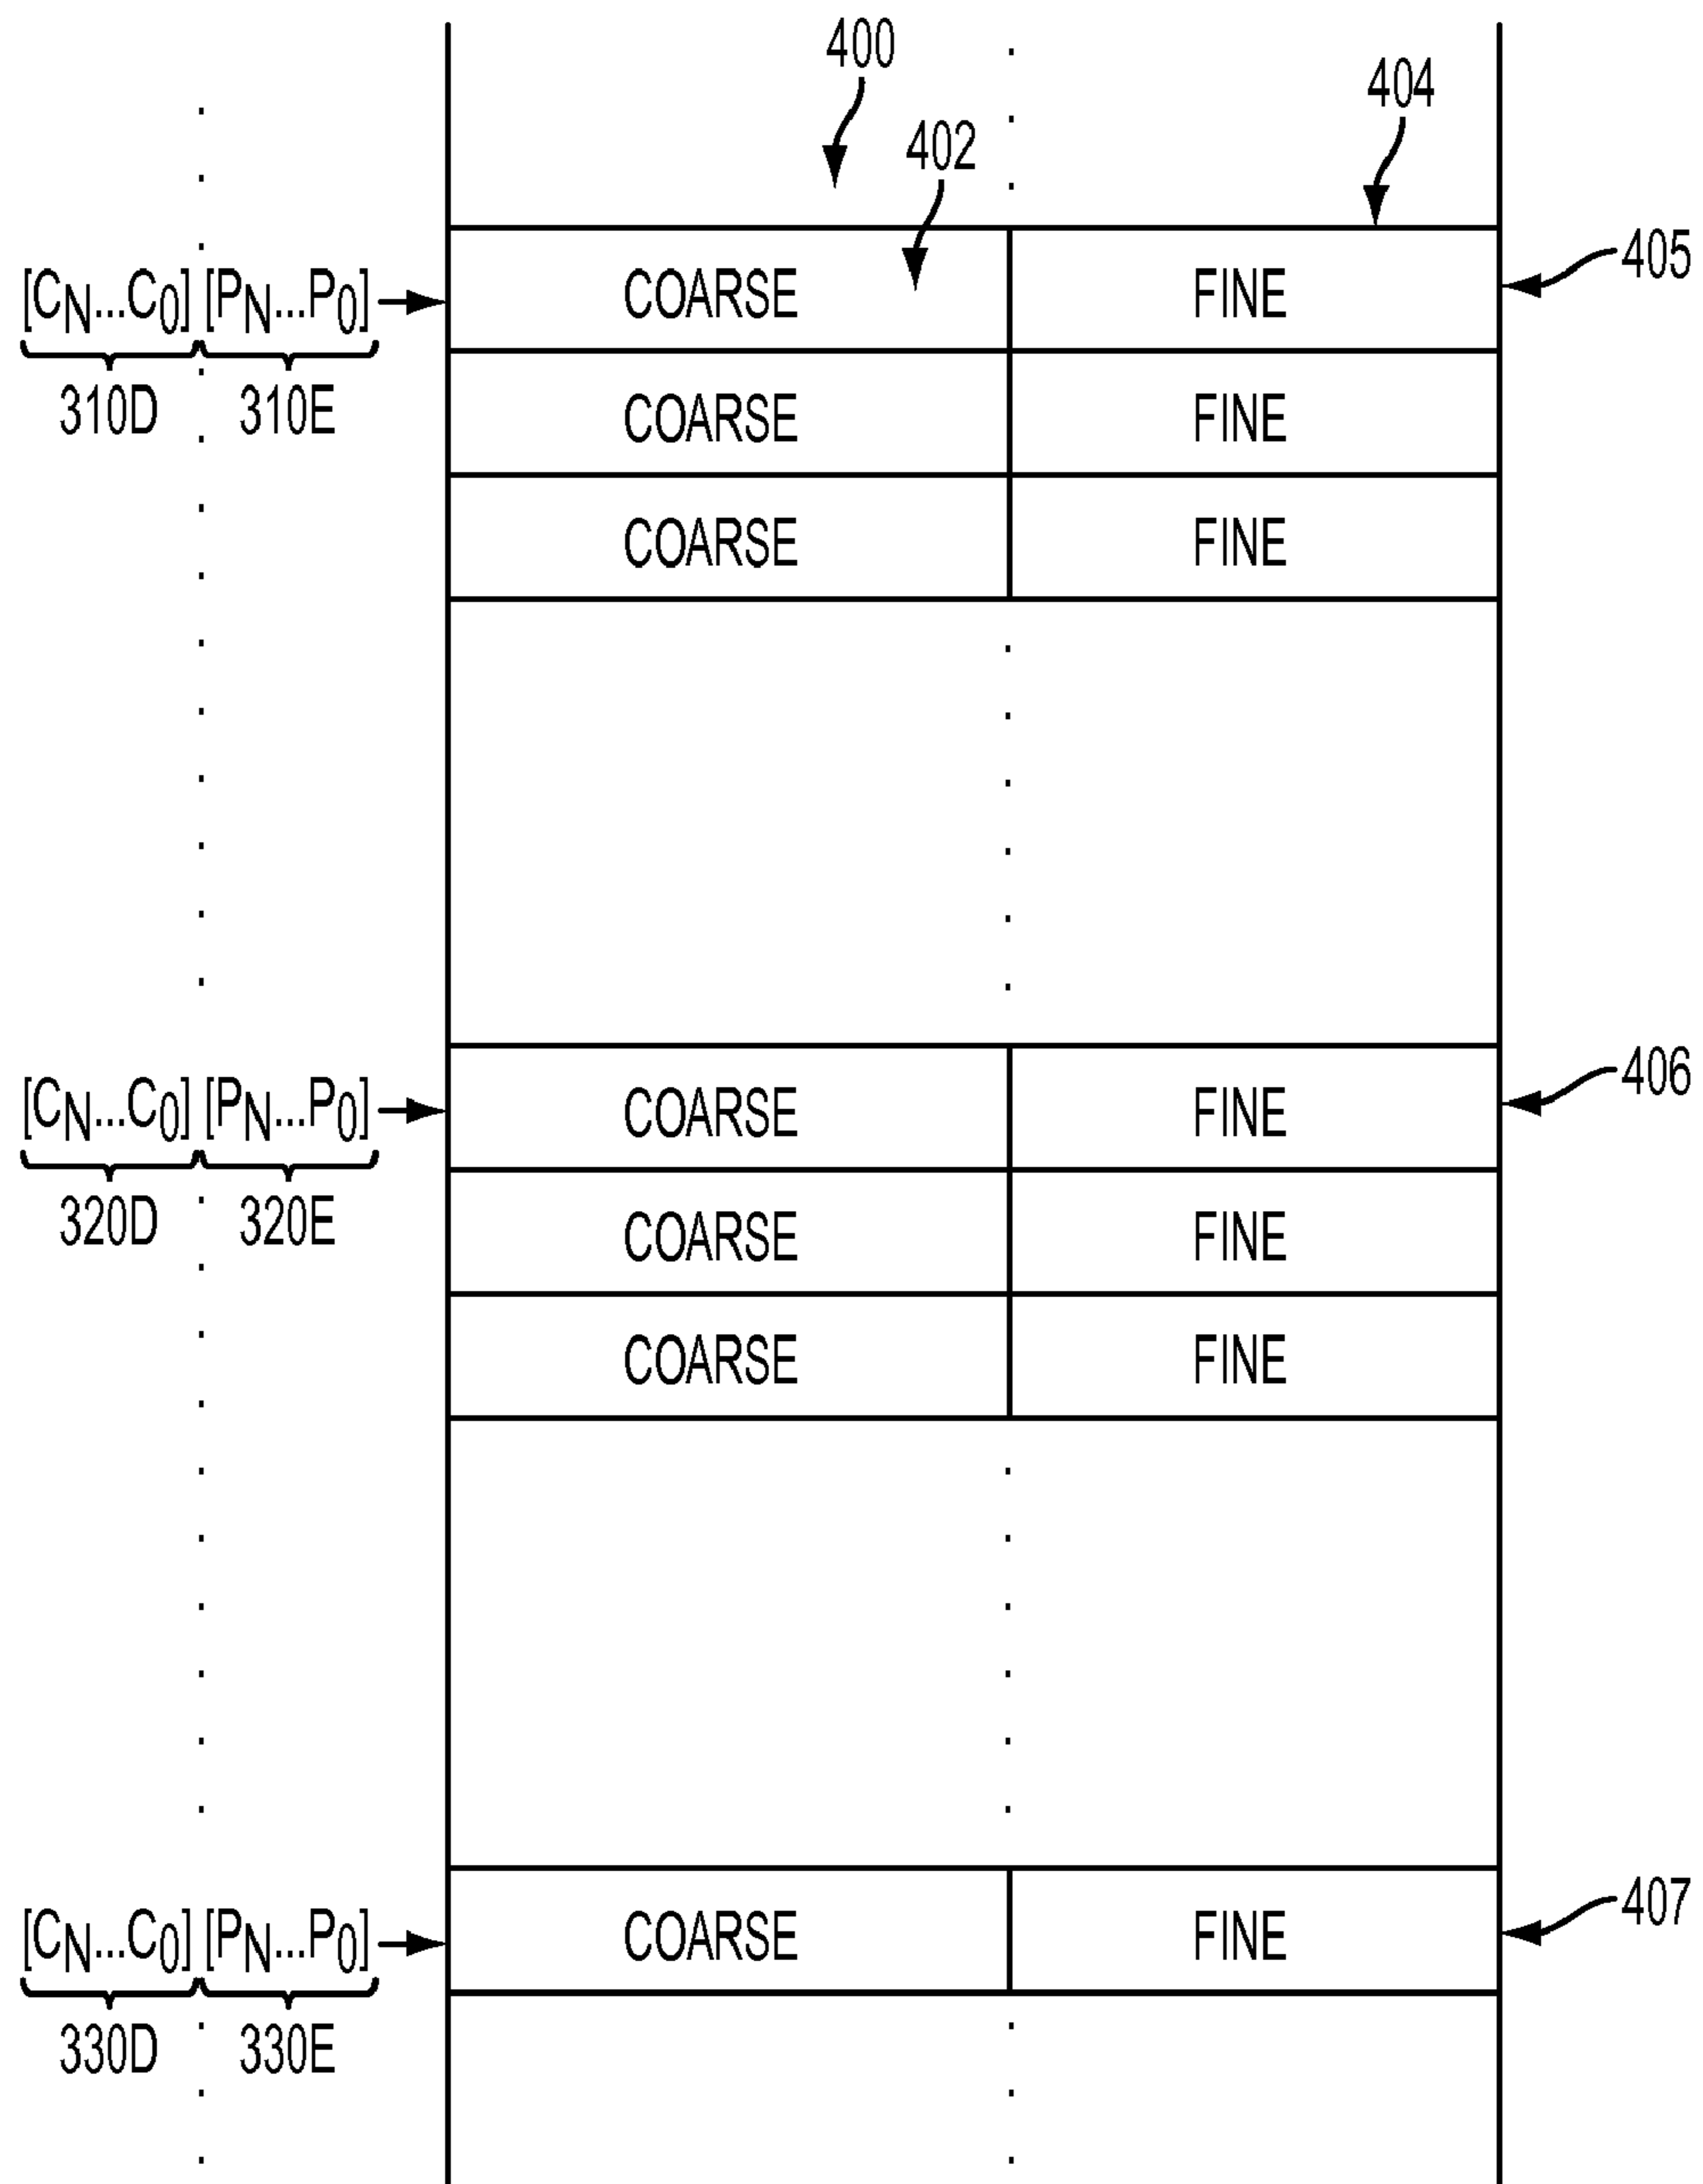 400
404
402
405
[CN...C0] [PN...P0] COARSE FINE
310D 310E COARSE FINE
COARSE FINE
406
[CN...C0] [PN...P0] COARSE FINE
320D 320E COARSE FINE
COARSE FINE
407
[CN...C0] [PN...P0] COARSE FINE
330D 330E